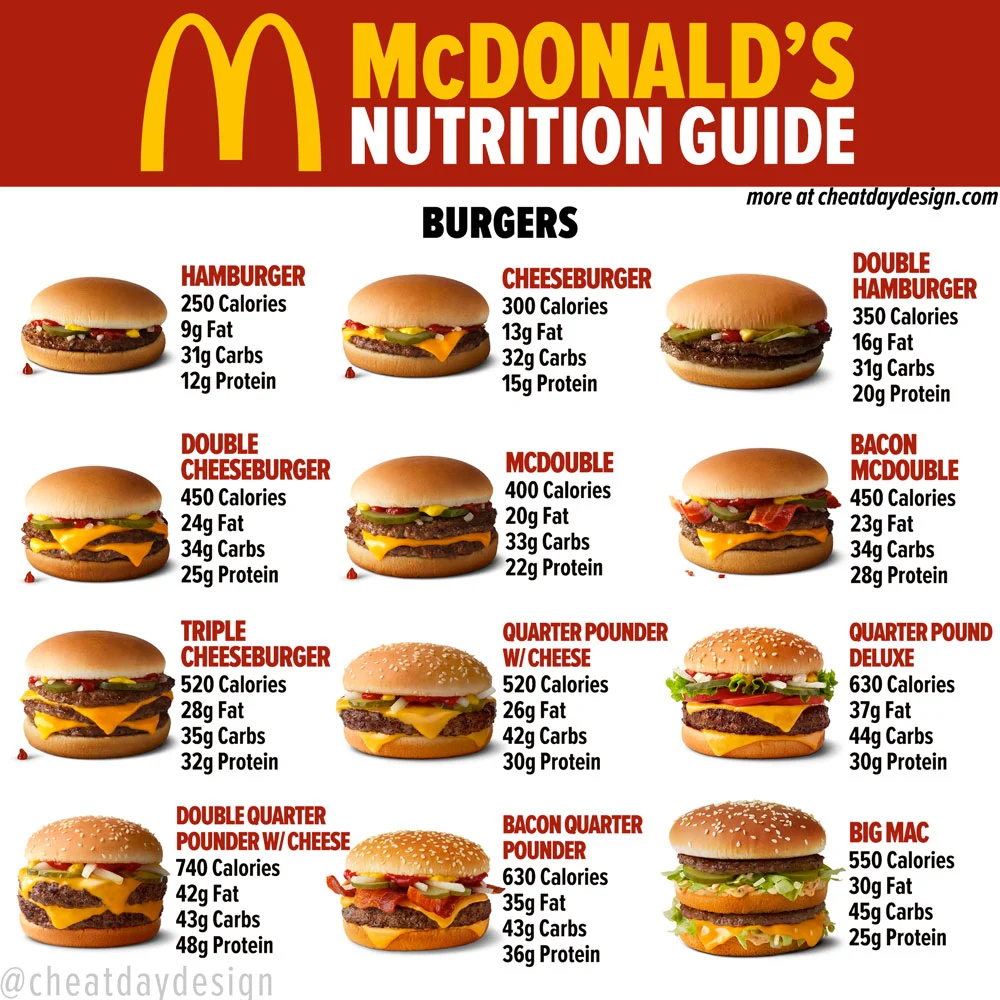 McDONALD'S
NUTRITION GUIDE
more at cheatdaydesign.com
BURGERS
HAMBURGER
250 Calories
9g Fat
31g Carbs
12g Protein
CHEESEBURGER
300 Calories
13g Fat
32g Carbs
15g Protein
DOUBLE
HAMBURGER
350 Calories
16g Fat
31g Carbs
20g Protein
DOUBLE
CHEESEBURGER
450 Calories
24g Fat
34g Carbs
25g Protein
MCDOUBLE
400 Calories
20g Fat
33g Carbs
22g Protein
BACON
MCDOUBLE
450 Calories
23g Fat
34g Carbs
28g Protein
TRIPLE
CHEESEBURGER
520 Calories
28g Fat
35g Carbs
32g Protein
QUARTER POUNDER
W/ CHEESE
520 Calories
26g Fat
42g Carbs
30g Protein
QUARTER POUND
DELUXE
630 Calories
37g Fat
44g Carbs
30g Protein
DOUBLE QUARTER
POUNDER W/ CHEESE
740 Calories
42g Fat
43g Carbs
48g Protein
BACON QUARTER
POUNDER
630 Calories
35g Fat
43g Carbs
36g Protein
BIG MAC
550 Calories
30g Fat
45g Carbs
25g Protein
@cheatdaydesign